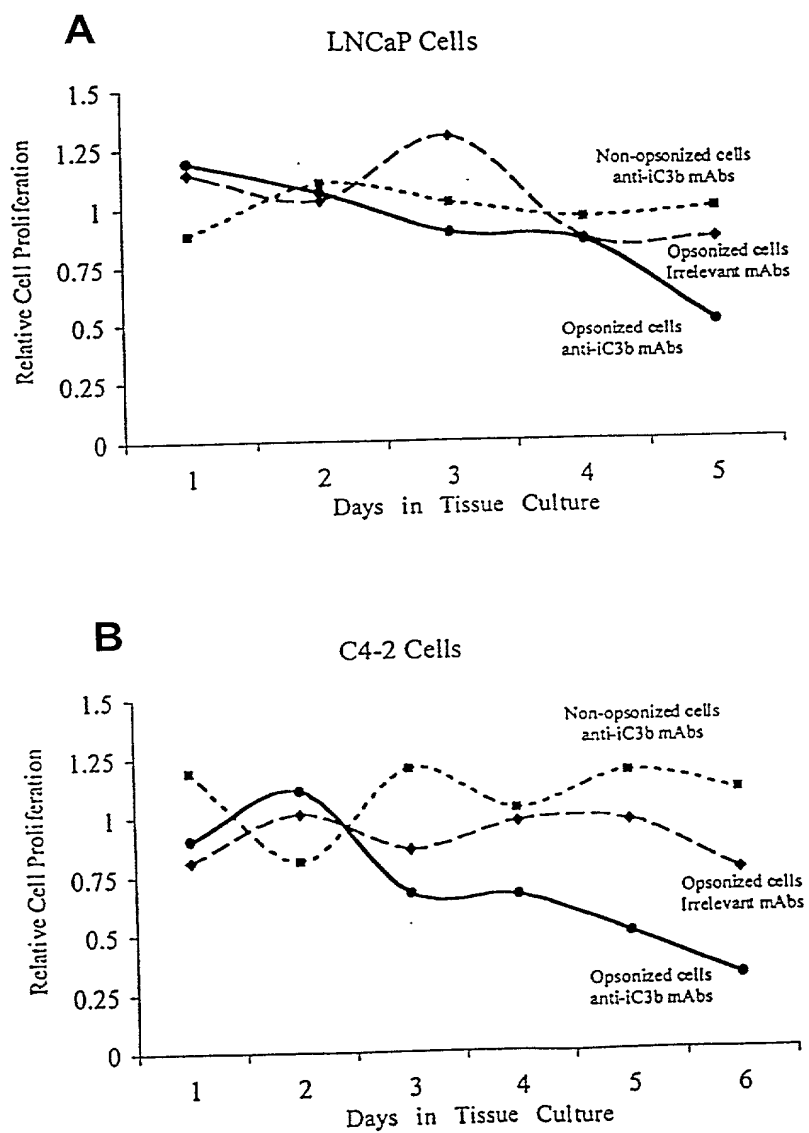 A
LNCaP Cells
1.5
1.25
1
0.75
0.5
0.25
0
Relative Cell Proliferation
Non-opsonized cells
anti-iC3b mAbs
Opsonized cells
Irrelevant mAbs
Opsonized cells
anti-iC3b mAbs
1 2 3 4 5
Days in Tissue Culture
B
C4-2 Cells
1.5
1.25
1
0.75
0.5
0.25
0
Relative Cell Proliferation
Non-opsonized cells
anti-iC3b mAbs
Opsonized cells
Irrelevant mAbs
Opsonized cells
anti-iC3b mAbs
1 2 3 4 5 6
Days in Tissue Culture